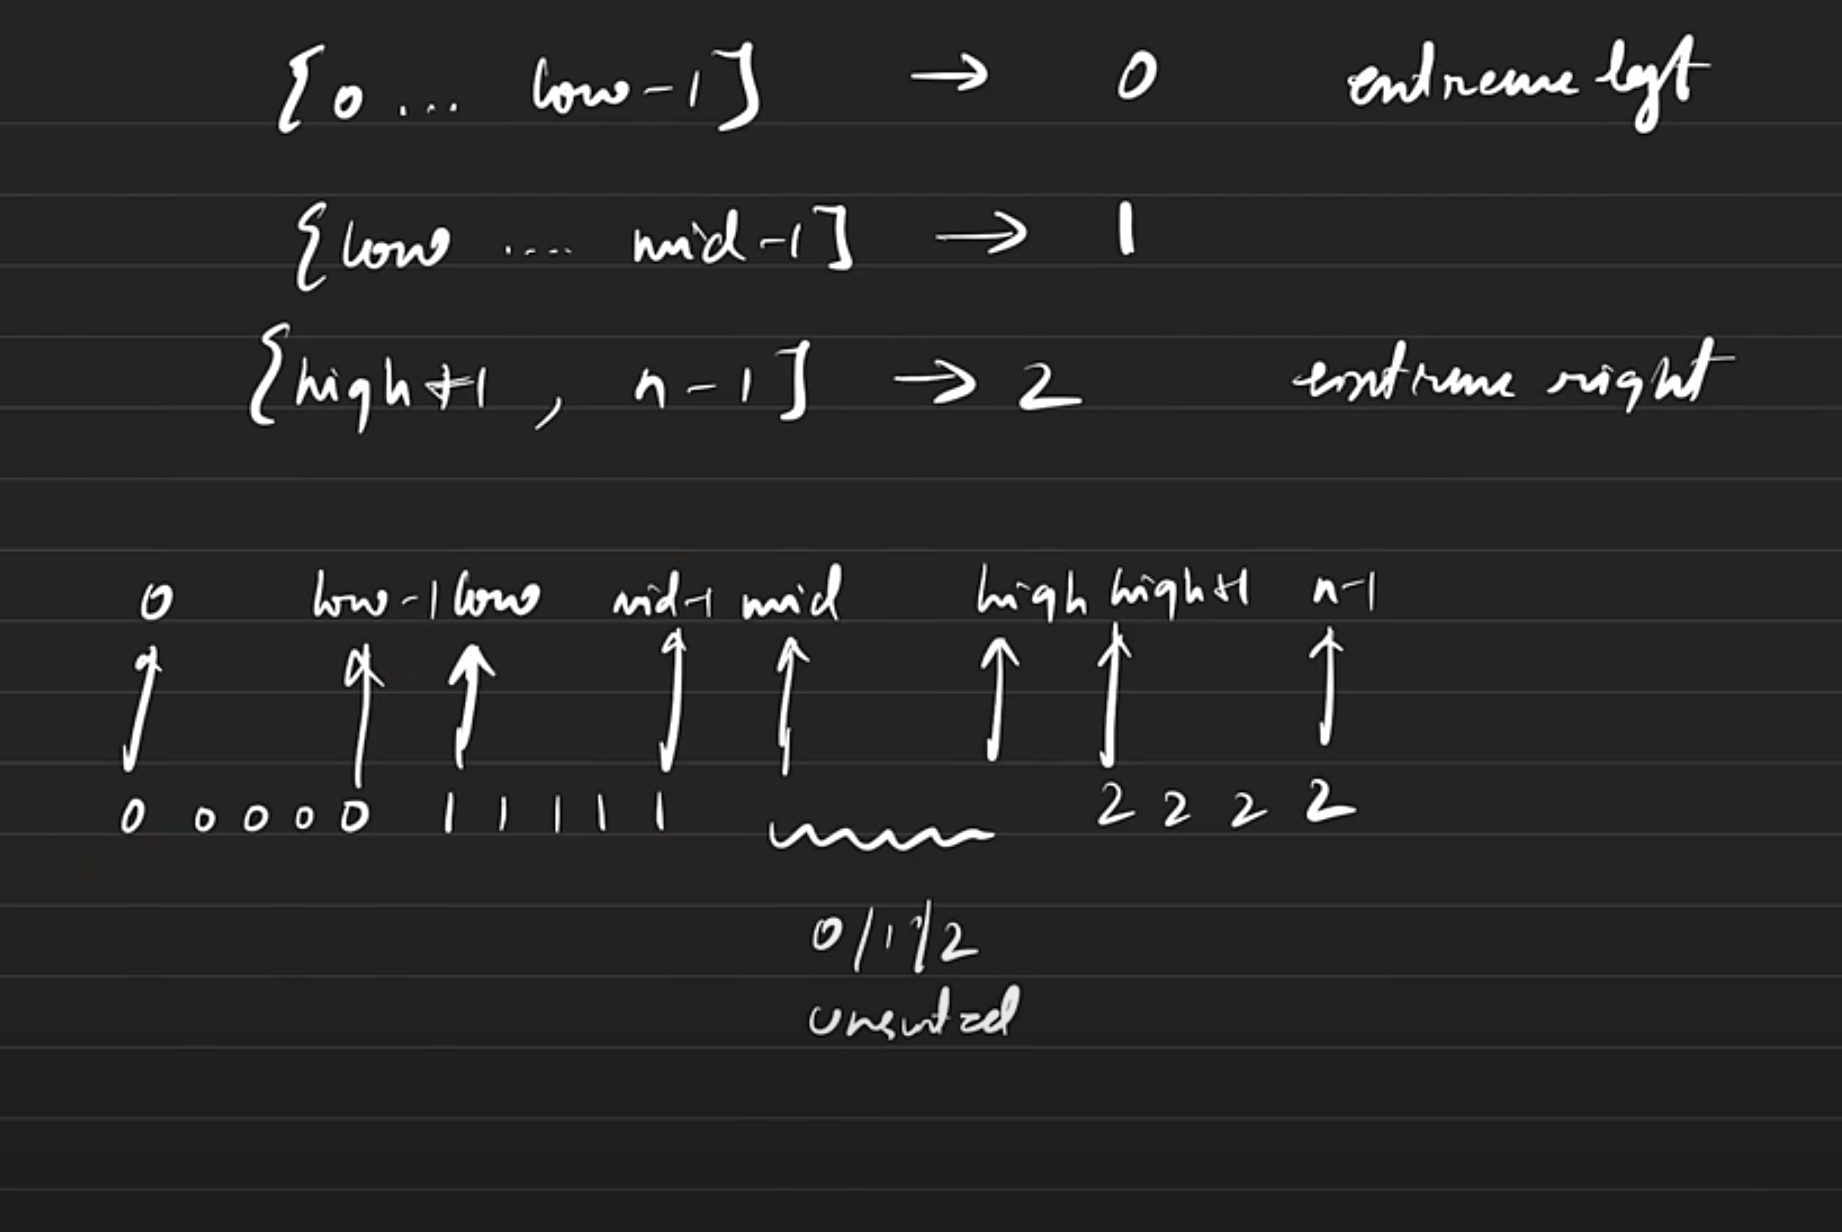 [0 ... low-1] → 0 extreme left
[low .... mid-1] → 1
[high+1 , n-1] → 2 extreme right
0 low-1 low mid-1 mid high high+1 n-1
0 0 0 0 0 1 1 1 1 1 2 2 2 2
0/1/2
unsorted